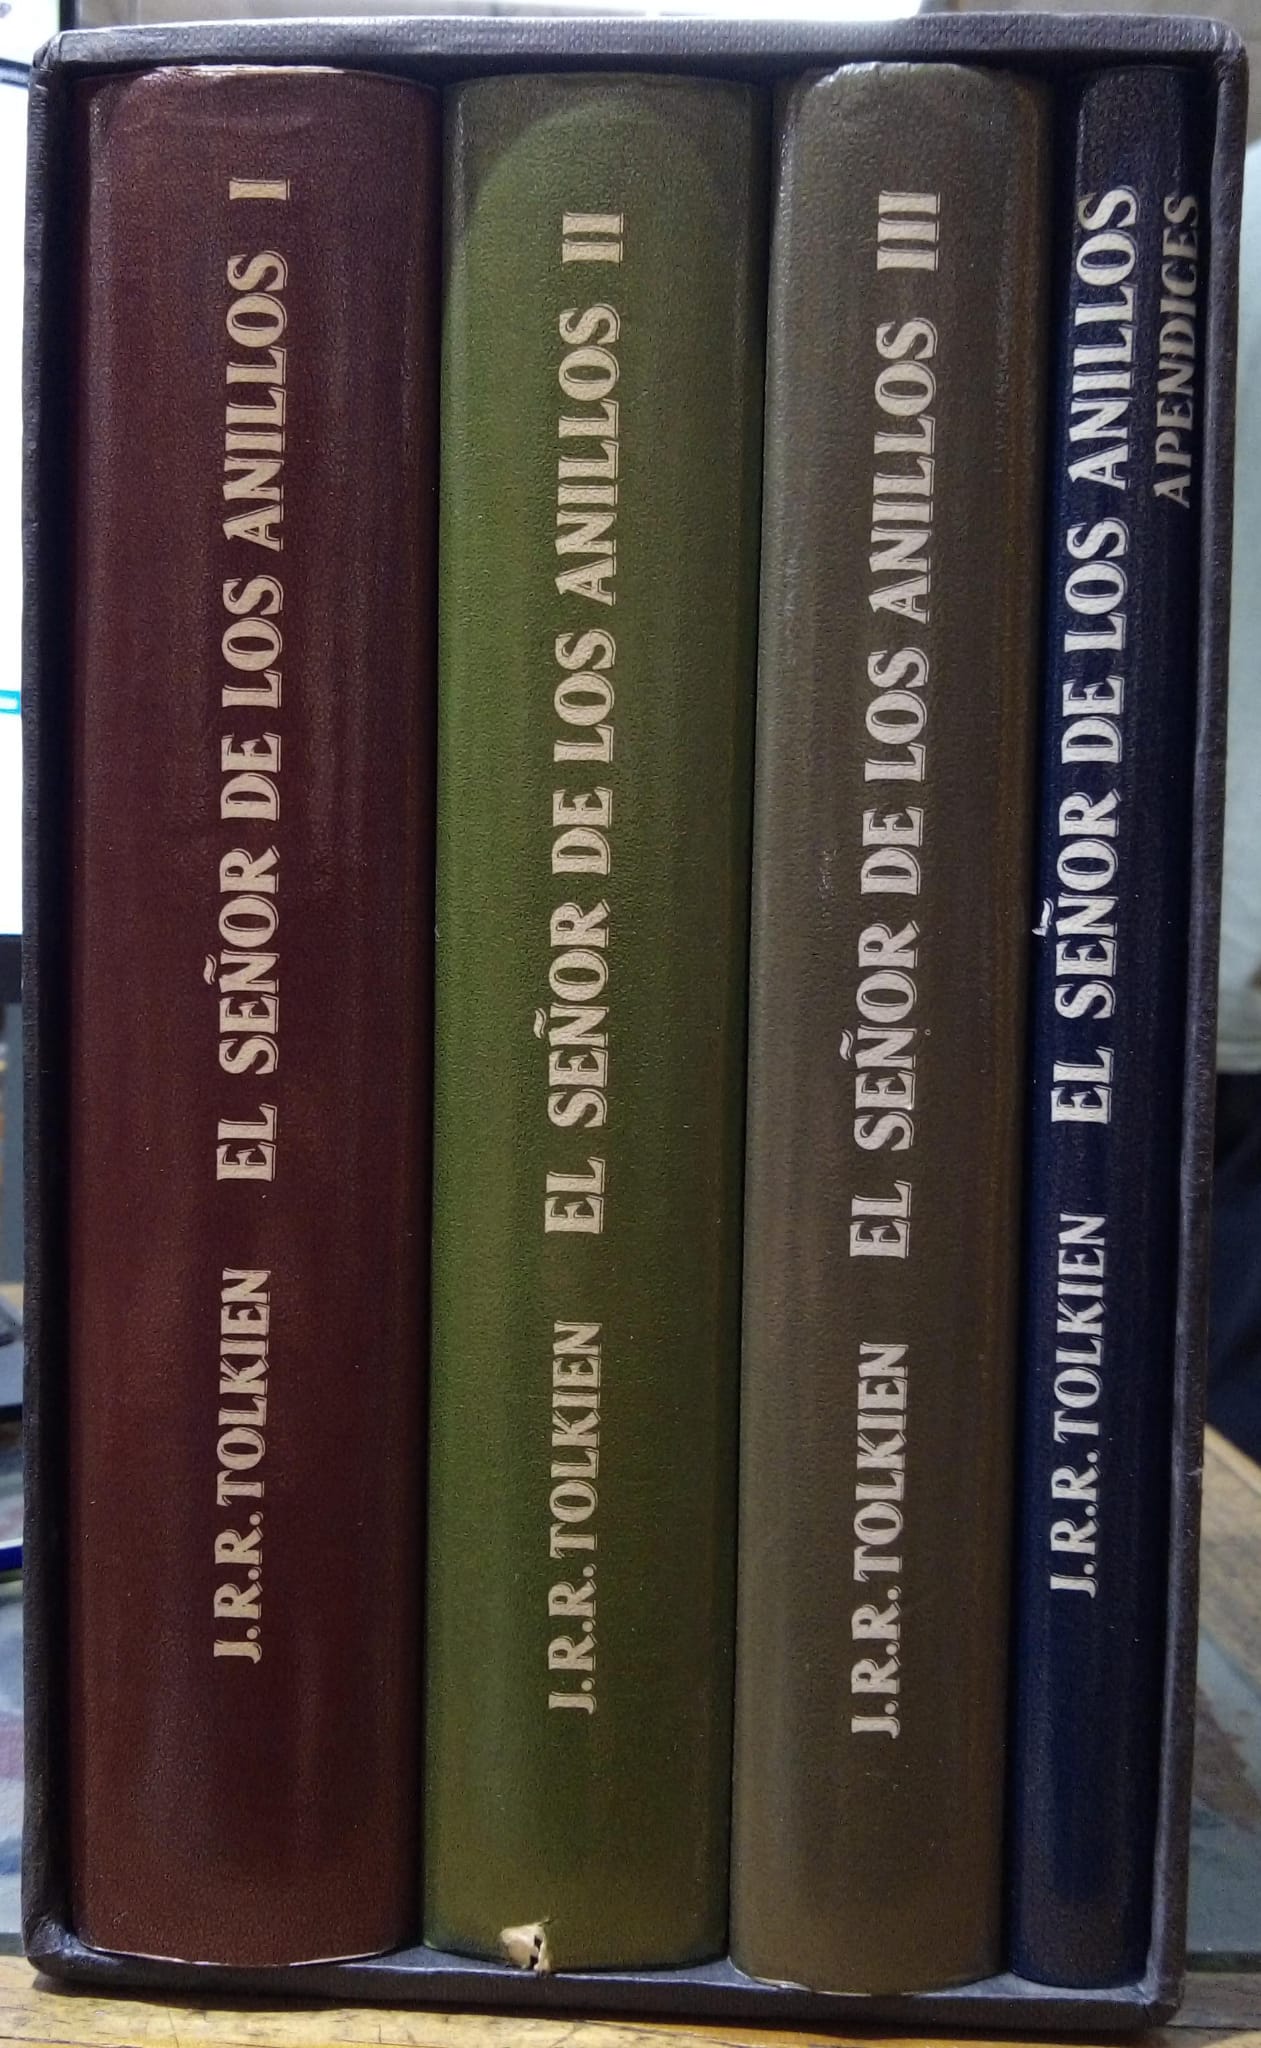 J.R.R. TOLKIEN EL SEÑOR DE LOS ANILLOS I
J.R.R. TOLKIEN EL SEÑOR DE LOS ANILLOS II
J.R.R. TOLKIEN EL SEÑOR DE LOS ANILLOS III
J.R.R. TOLKIEN EL SEÑOR DE LOS ANILLOS
APENDICES